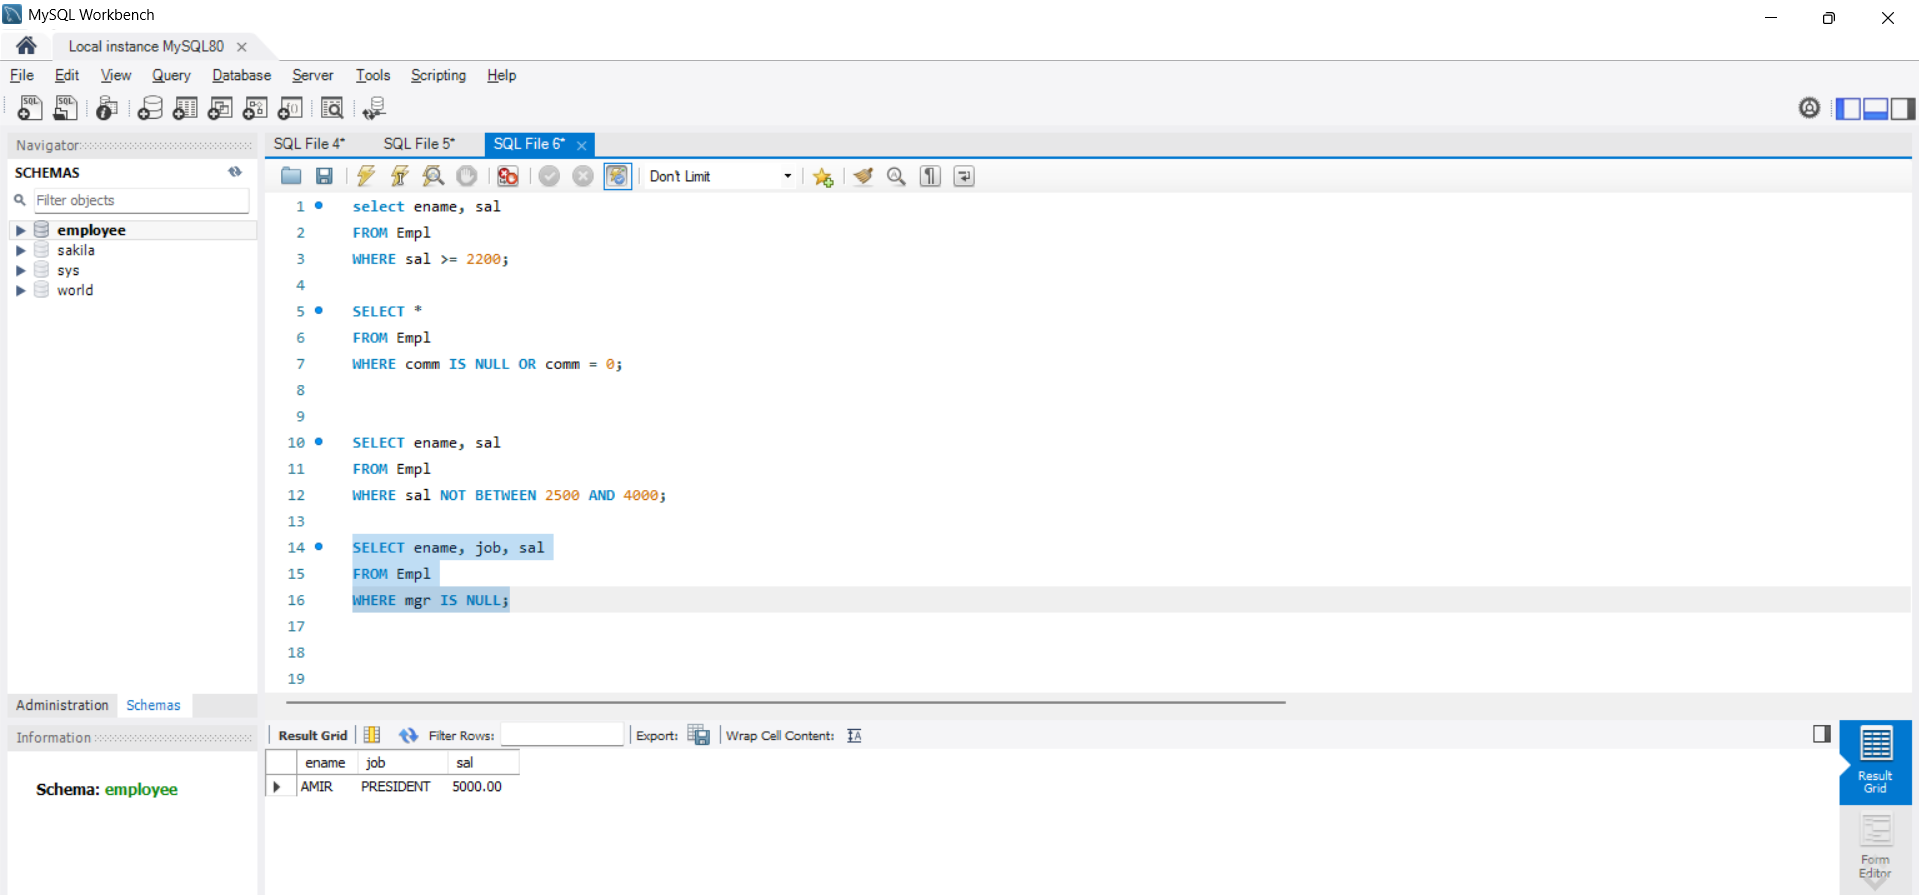 MySQL Workbench
Local instance MySQL80
File Edit View Query Database Server Tools Scripting Help
Navigator
SCHEMAS
Filter objects
employee
sakila
sys
world
Administration Schemas
Information
Schema: employee
SQL File 4* SQL File 5* SQL File 6*
Don't Limit
1 select ename, sal
2 FROM Empl
3 WHERE sal >= 2200;
4
5 SELECT *
6 FROM Empl
7 WHERE comm IS NULL OR comm = 0;
8
9
10 SELECT ename, sal
11 FROM Empl
12 WHERE sal NOT BETWEEN 2500 AND 4000;
13
14 SELECT ename, job, sal
15 FROM Empl
16 WHERE mgr IS NULL;
17
18
19
Result Grid Filter Rows: Export: Wrap Cell Content:
ename job sal
AMIR PRESIDENT 5000.00
Result
Grid
Form
Editor